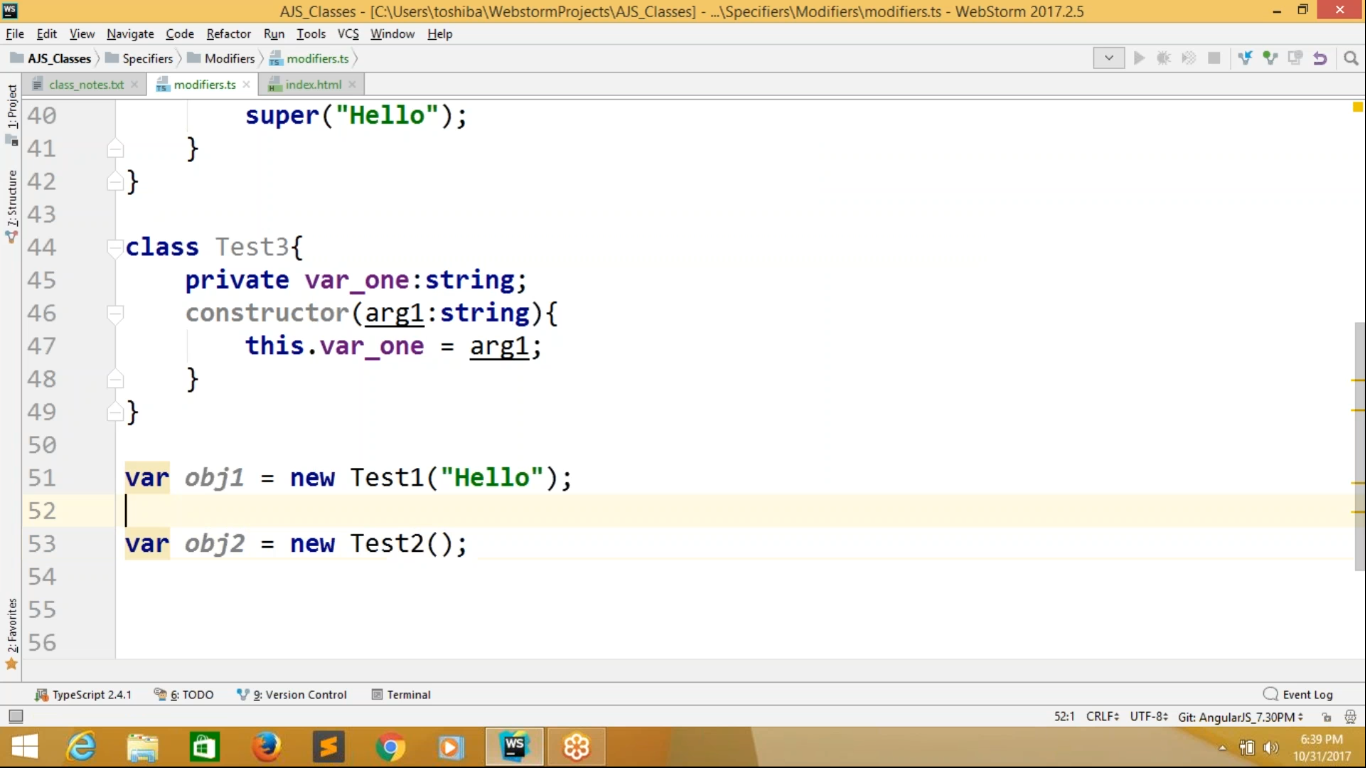 AJS_Classes - [C:\Users\toshiba\WebstormProjects\AJS_Classes] - ...\Specifiers\Modifiers\modifiers.ts - WebStorm 2017.2.5
File Edit View Navigate Code Refactor Run Tools VCS Window Help
AJS_Classes Specifiers Modifiers modifiers.ts
class_notes.txt modifiers.ts index.html
1: Project
7: Structure
2: Favorites
40 super("Hello");
41 }
42 }
43
44 class Test3{
45 private var_one:string;
46 constructor(arg1:string){
47 this.var_one = arg1;
48 }
49 }
50
51 var obj1 = new Test1("Hello");
52
53 var obj2 = new Test2();
54
55
56
TypeScript 2.4.1 6: TODO 9: Version Control Terminal Event Log
52:1 CRLF UTF-8 Git: AngularJS_7.30PM
6:39 PM
10/31/2017